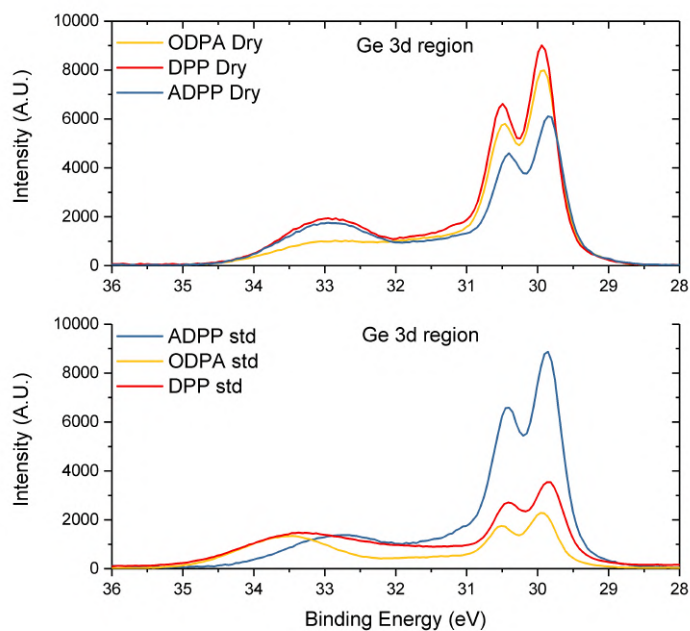 ODPA Dry
DPP Dry
ADPP Dry
Ge 3d region
Intensity (A.U.)
10000
8000
6000
4000
2000
0
36 35 34 33 32 31 30 29 28
ADPP std
ODPA std
DPP std
Ge 3d region
Intensity (A.U.)
10000
8000
6000
4000
2000
0
36 35 34 33 32 31 30 29 28
Binding Energy (eV)